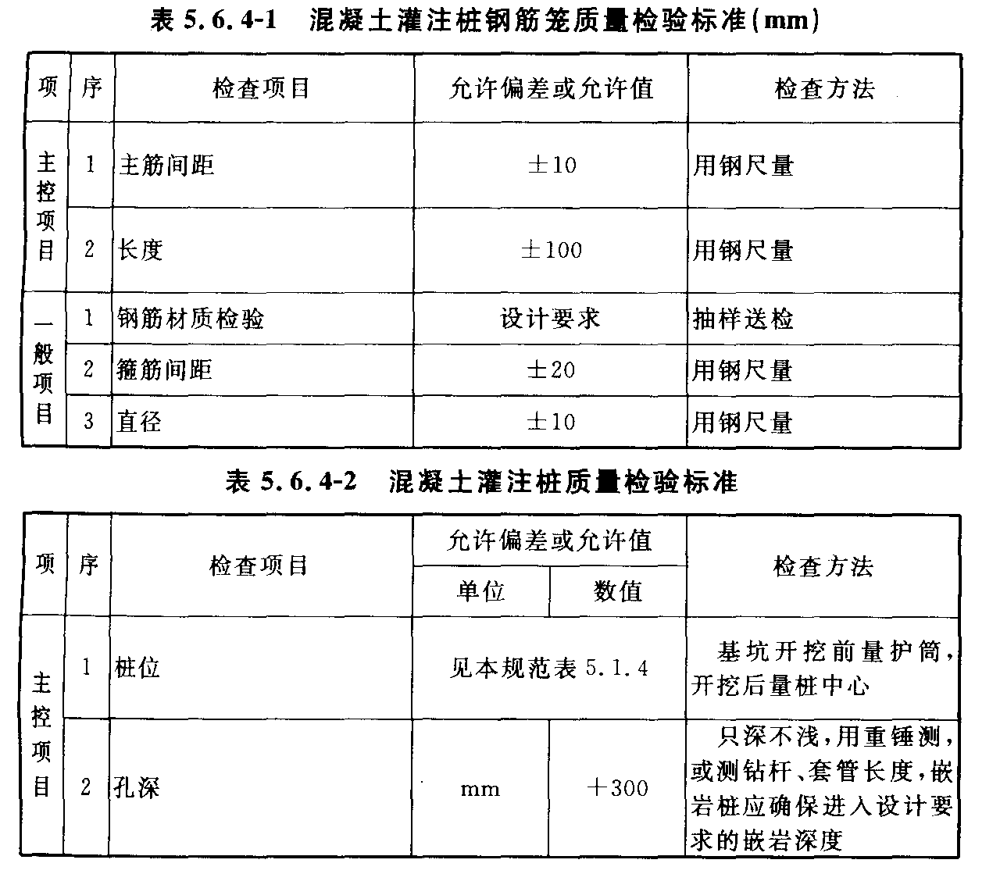 表 5.6.4-1 混凝土灌注桩钢筋笼质量检验标准(mm)
项 序 检查项目 允许偏差或允许值 检查方法
主控项目 1 主筋间距 ±10 用钢尺量
2 长度 ±100 用钢尺量
一般项目 1 钢筋材质检验 设计要求 抽样送检
2 箍筋间距 ±20 用钢尺量
3 直径 ±10 用钢尺量
表 5.6.4-2 混凝土灌注桩质量检验标准
项 序 检查项目 允许偏差或允许值 检查方法
单位 数值
主控项目 1 桩位 见本规范表 5.1.4 基坑开挖前量护筒,
开挖后量桩中心
2 孔深 mm +300 只深不浅,用重锤测,
或测钻杆、套管长度,嵌
岩桩应确保进入设计要
求的嵌岩深度